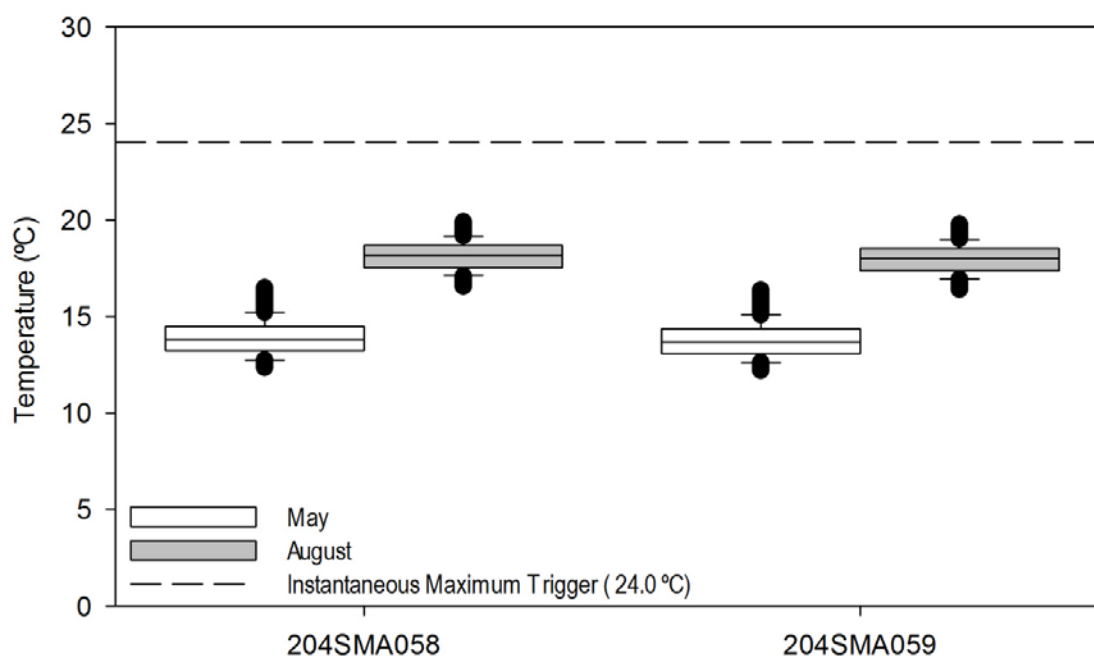 30
25
20
15
10
5
0
Temperature (ºC)
May
August
Instantaneous Maximum Trigger ( 24.0 ºC)
204SMA058
204SMA059